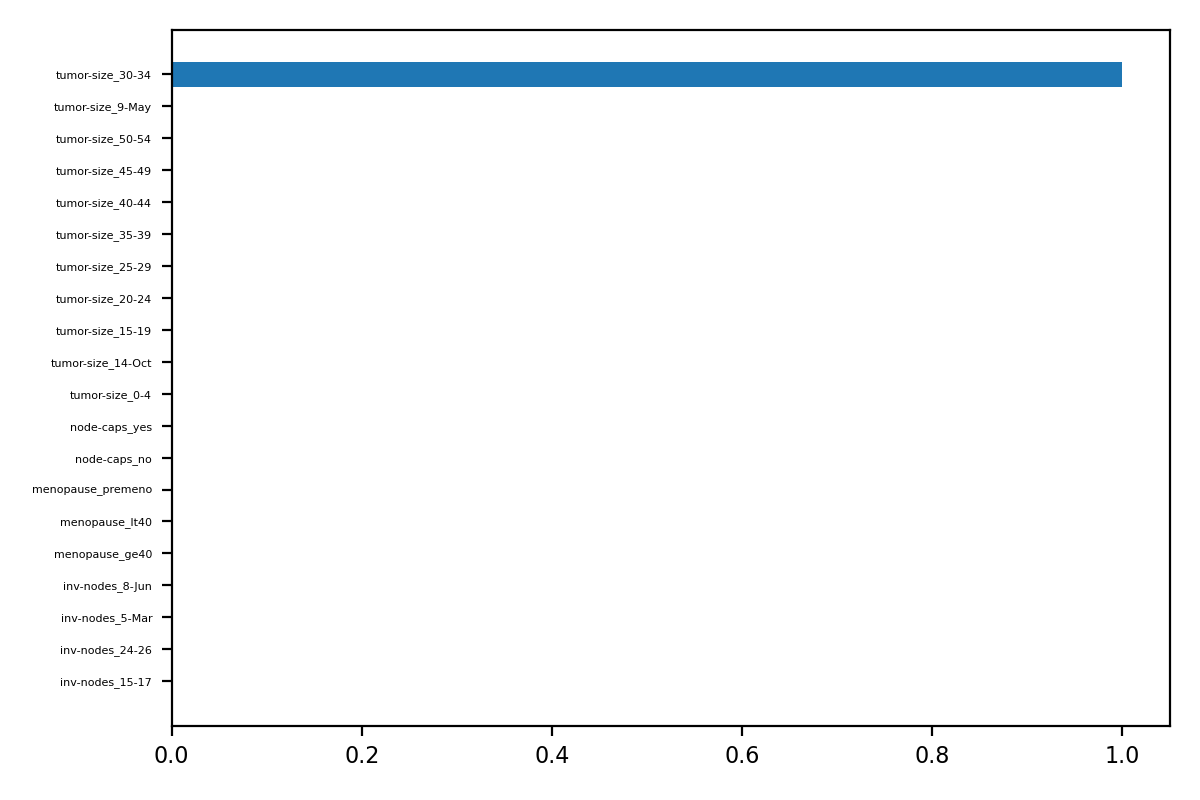 tumor-size_30-34
tumor-size_9-May
tumor-size_50-54
tumor-size_45-49
tumor-size_40-44
tumor-size_35-39
tumor-size_25-29
tumor-size_20-24
tumor-size_15-19
tumor-size_14-Oct
tumor-size_0-4
node-caps_yes
node-caps_no
menopause_premeno
menopause_lt40
menopause_ge40
inv-nodes_8-Jun
inv-nodes_5-Mar
inv-nodes_24-26
inv-nodes_15-17
0.0 0.2 0.4 0.6 0.8 1.0